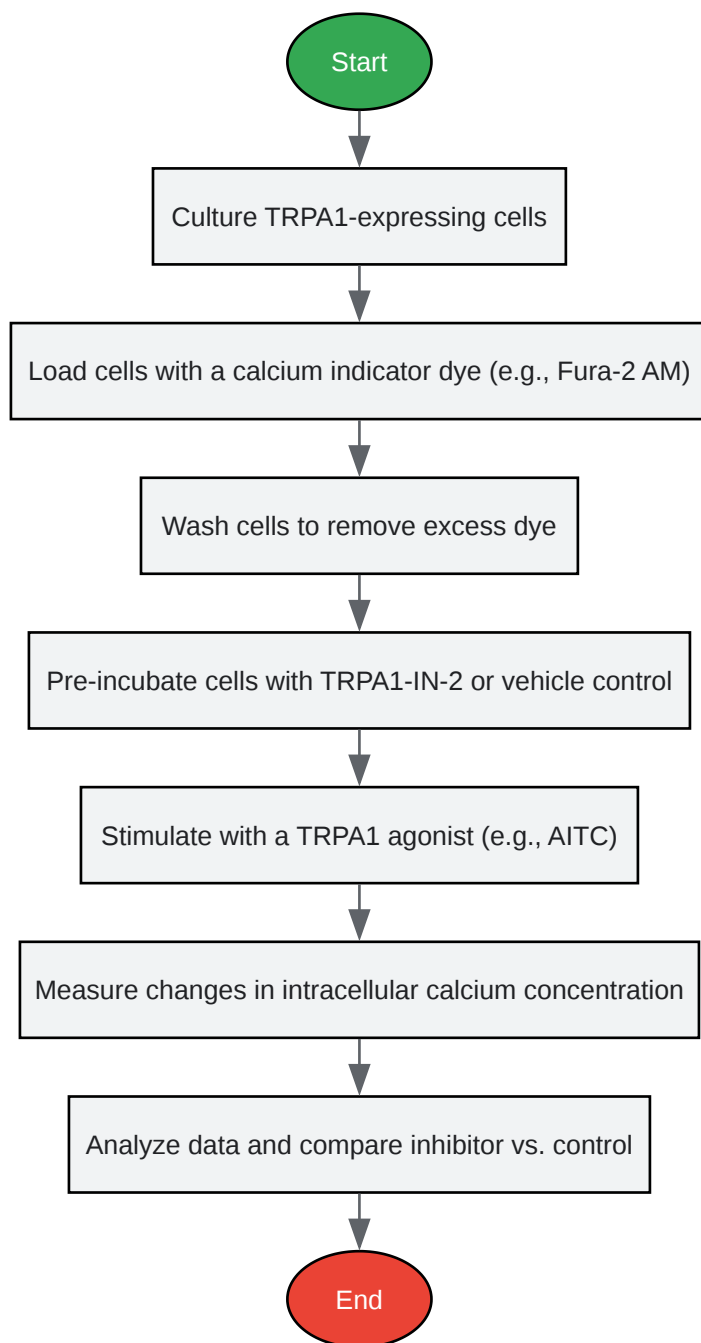 Start
Culture TRPA1-expressing cells
Load cells with a calcium indicator dye (e.g., Fura-2 AM)
Wash cells to remove excess dye
Pre-incubate cells with TRPA1-IN-2 or vehicle control
Stimulate with a TRPA1 agonist (e.g., AITC)
Measure changes in intracellular calcium concentration
Analyze data and compare inhibitor vs. control
End